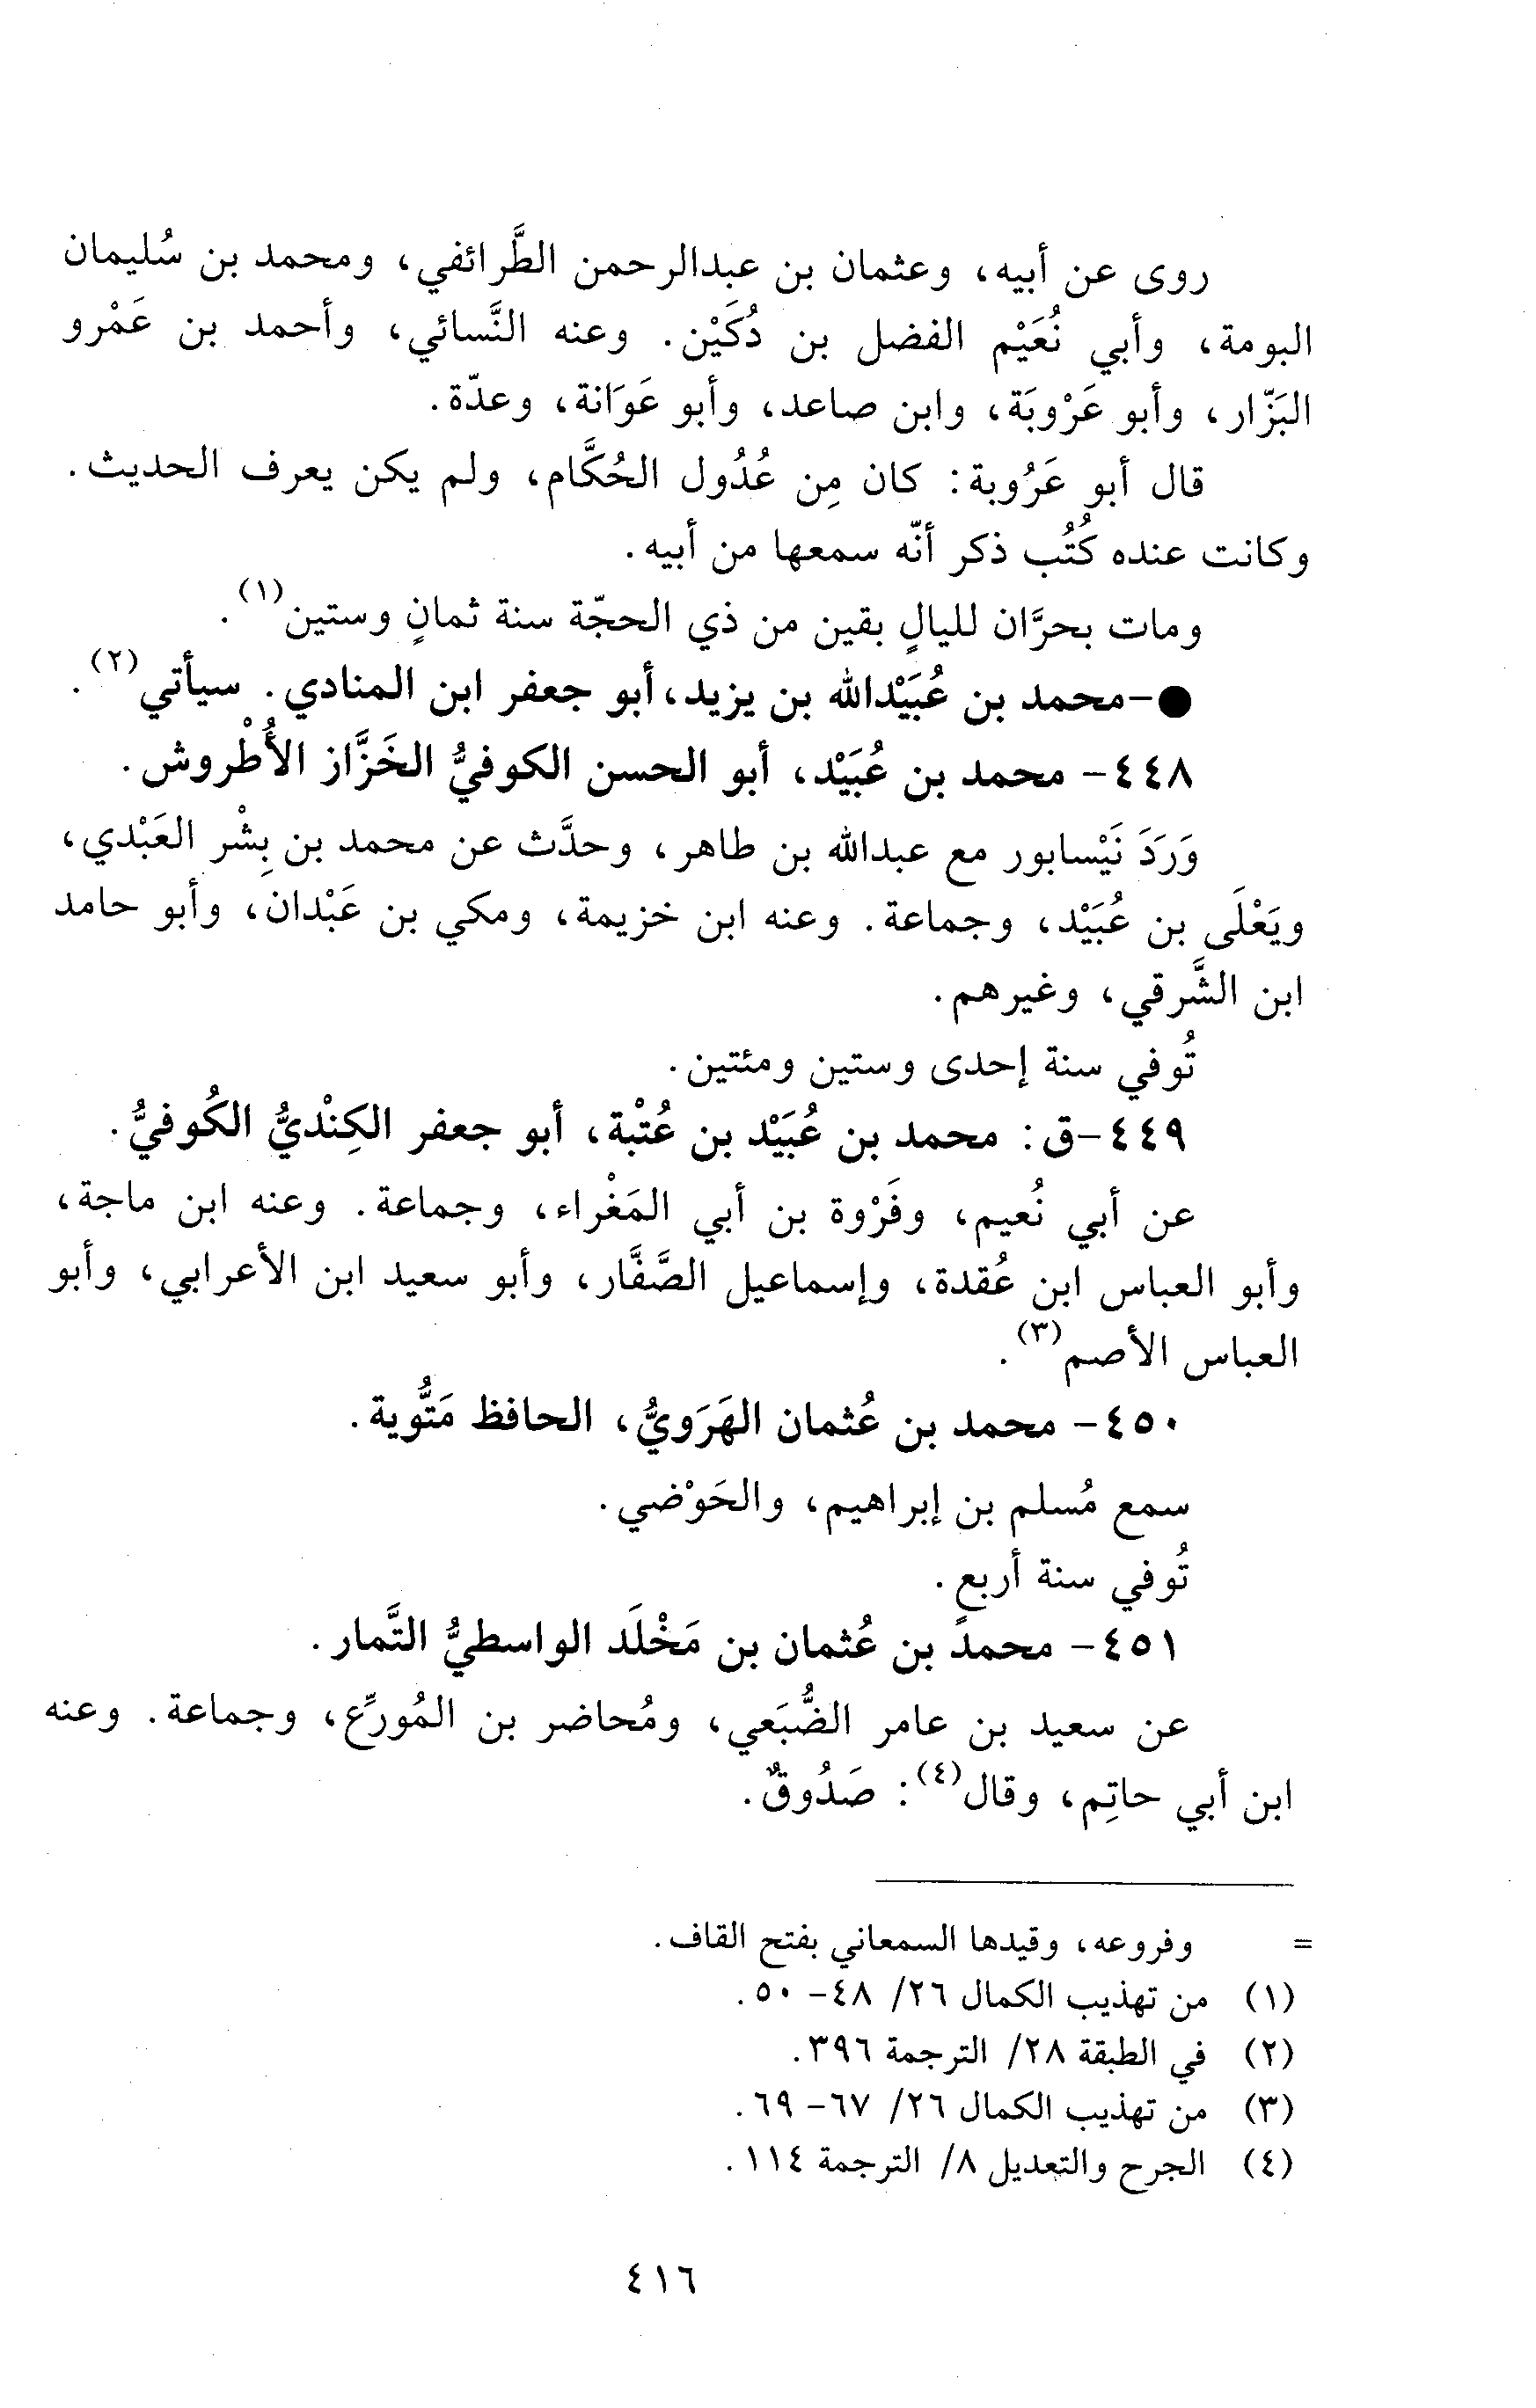 روى عن أبيه، وعثمان بن عبدالرحمن الطَّرائفي، ومحمد بن سُليمان
البومة، وأبي نُعَيْم الفضل بن دُكَيْن. وعنه النَّسائي، وأحمد بن عَمْرو
البَزّار، وأبو عَرْوبَة، وابن صاعد، وأبو عَوَانة، وعدّة.
قال أبو عَرُوبة: كان مِن عُدُول الحُكَّام، ولم يكن يعرف الحديث.
وكانت عنده كُتُب ذكر أنّه سمعها من أبيه.
ومات بحرَّان لليالٍ بقين من ذي الحجّة سنة ثمانٍ وستين(١).
●-محمد بن عُبَيْدالله بن يزيد، أبو جعفر ابن المنادي. سيأتي(٢).
٤٤٨- محمد بن عُبَيْد، أبو الحسن الكوفيُّ الخَزَّاز الأُطْروش.
وَرَدَ نَيْسابور مع عبدالله بن طاهر، وحدَّث عن محمد بن بِشْر العَبْدي،
ويَعْلَى بن عُبَيْد، وجماعة. وعنه ابن خزيمة، ومكي بن عَبْدان، وأبو حامد
ابن الشَّرقي، وغيرهم.
تُوفي سنة إحدى وستين ومئتين.
٤٤٩-ق: محمد بن عُبَيْد بن عُتْبة، أبو جعفر الكِنْديُّ الكُوفيُّ.
عن أبي نُعيم، وفَرْوة بن أبي المَغْراء، وجماعة. وعنه ابن ماجة،
وأبو العباس ابن عُقدة، وإسماعيل الصَّفَّار، وأبو سعيد ابن الأعرابي، وأبو
العباس الأصم(٣).
٤٥٠- محمد بن عُثمان الهَرَويُّ، الحافظ مَتُّوية.
سمع مُسلم بن إبراهيم، والحَوْضي.
تُوفي سنة أربع.
٤٥١- محمد بن عُثمان بن مَخْلَد الواسطيُّ التَّمار.
عن سعيد بن عامر الضُّبَعي، ومُحاضر بن المُورِّع، وجماعة. وعنه
ابن أبي حاتِم، وقال(٤): صَدُوقٌ.
= وفروعه، وقيدها السمعاني بفتح القاف.
(١) من تهذيب الكمال ٢٦/ ٤٨- ٥٠.
(٢) في الطبقة ٢٨/ الترجمة ٣٩٦.
(٣) من تهذيب الكمال ٢٦/ ٦٧- ٦٩.
(٤) الجرح والتعديل ٨/ الترجمة ١١٤.
٤١٦